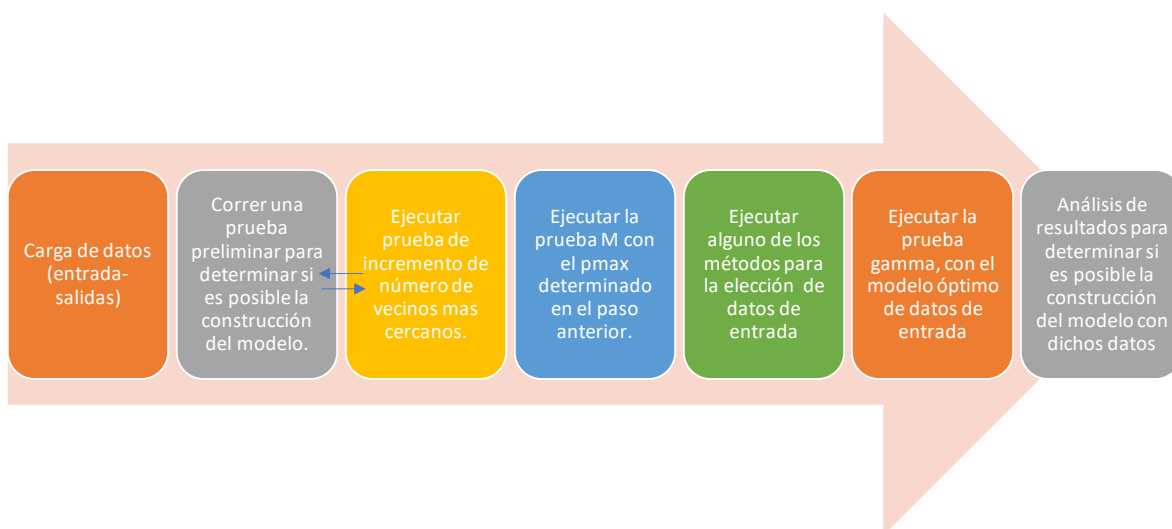 Carga de datos
(entrada-
salidas)
Correr una
prueba
preliminar para
determinar si
es posible la
construcción
del modelo.
Ejecutar
prueba de
incremento de
número de
vecinos mas
cercanos.
Ejecutar la
prueba M con
el pmax
determinado
en el paso
anterior.
Ejecutar
alguno de los
métodos para
la elección de
datos de
entrada
Ejecutar la
prueba
gamma, con el
modelo óptimo
de datos de
entrada
Análisis de
resultados para
determinar si
es posible la
construcción
del modelo con
dichos datos